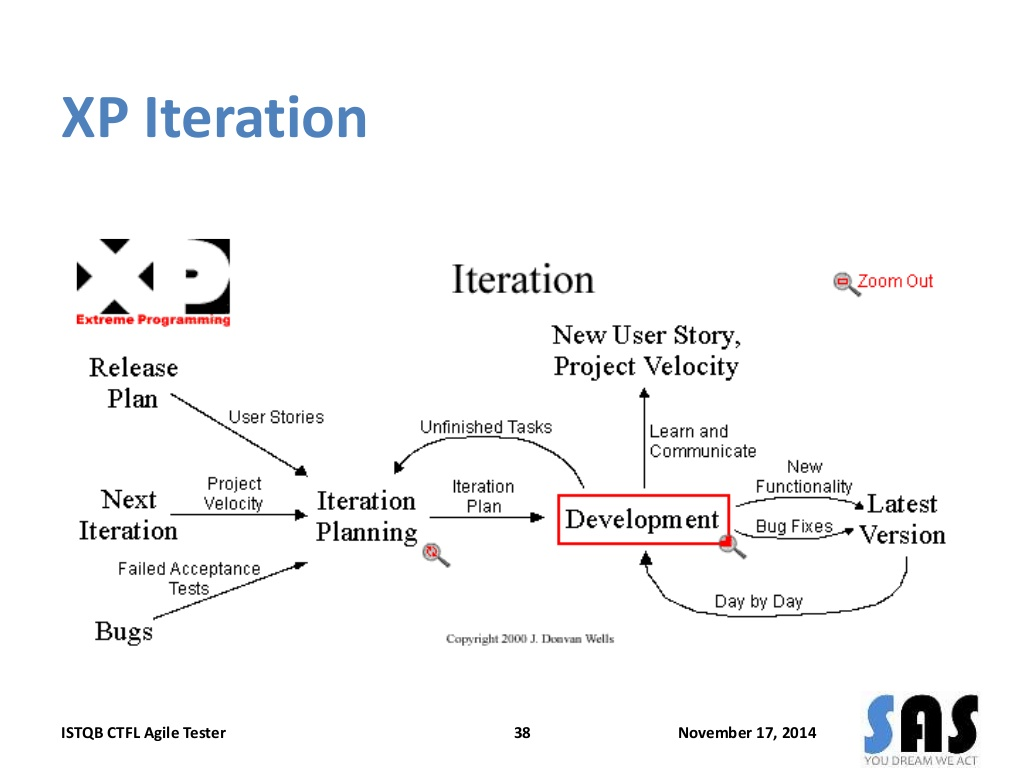 XP Iteration
XP
Extreme Programming
Iteration
Zoom Out
New User Story,
Project Velocity
Release
Plan
User Stories
Unfinished Tasks
Learn and
Communicate
Next
Iteration
Project
Velocity
Iteration
Planning
Iteration
Plan
Development
New
Functionality
Bug Fixes
Latest
Version
Failed Acceptance
Tests
Bugs
Day by Day
Copyright 2000 J. Donvan Wells
ISTQB CTFL Agile Tester
38
November 17, 2014
SAS
YOU DREAM WE ACT